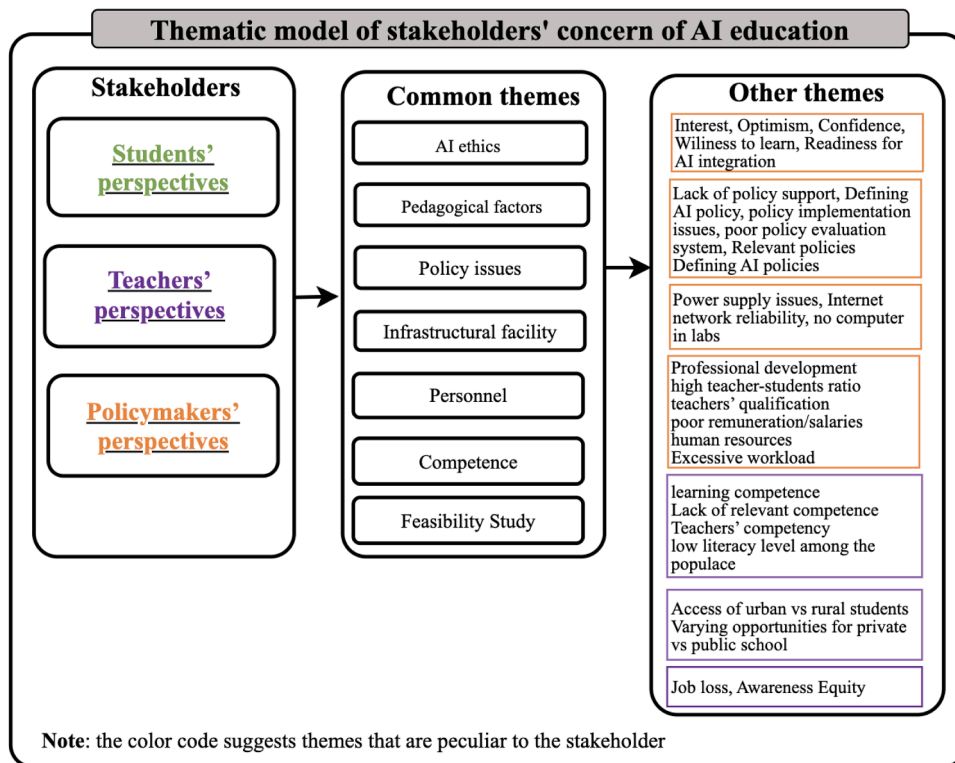 Thematic model of stakeholders' concern of AI education
Stakeholders
Students'
perspectives
Teachers'
perspectives
Policymakers'
perspectives
Common themes
AI ethics
Pedagogical factors
Policy issues
Infrastructural facility
Personnel
Competence
Feasibility Study
Other themes
Interest, Optimism, Confidence,
Wiliness to learn, Readiness for
AI integration
Lack of policy support, Defining
AI policy, policy implementation
issues, poor policy evaluation
system, Relevant policies
Defining AI policies
Power supply issues, Internet
network reliability, no computer
in labs
Professional development
high teacher-students ratio
teachers' qualification
poor remuneration/salaries
human resources
Excessive workload
learning competence
Lack of relevant competence
Teachers' competency
low literacy level among the
populace
Access of urban vs rural students
Varying opportunities for private
vs public school
Job loss, Awareness Equity
Note: the color code suggests themes that are peculiar to the stakeholder